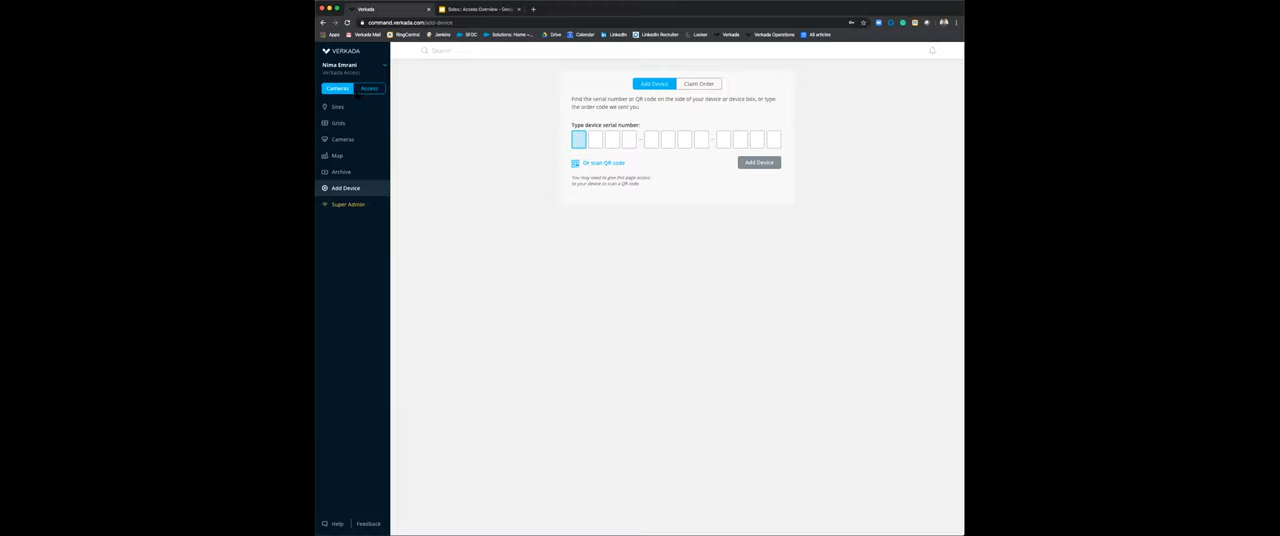 Verkada
Sales: Access Overview - Goo
command.verkada.com/add-device
Apps Verkada Mail RingCentral Jenkins SFDC Solutions: Home –... Drive Calendar LinkedIn LinkedIn Recruiter Looker Verkada Verkada Operations All articles
VERKADA
Search
Nima Emrani
Verkada Access
Cameras Access
Sites
Grids
Cameras
Map
Archive
Add Device
Super Admin
Help Feedback
Add Device Claim Order
Find the serial number or QR code on the side of your device or device box, or type
the order code we sent you
Type device serial number:
Or scan QR code
Add Device
You may need to give this page access
to your device to scan a QR code